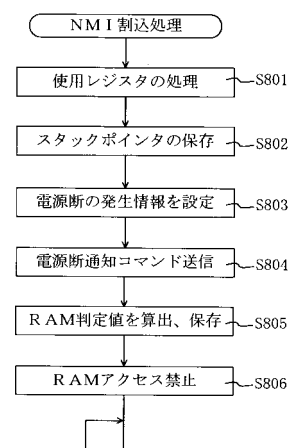 NMI割込処理
使用レジスタの処理 S801
スタックポインタの保存 S802
電源断の発生情報を設定 S803
電源断通知コマンド送信 S804
RAM判定値を算出、保存 S805
RAMアクセス禁止 S806